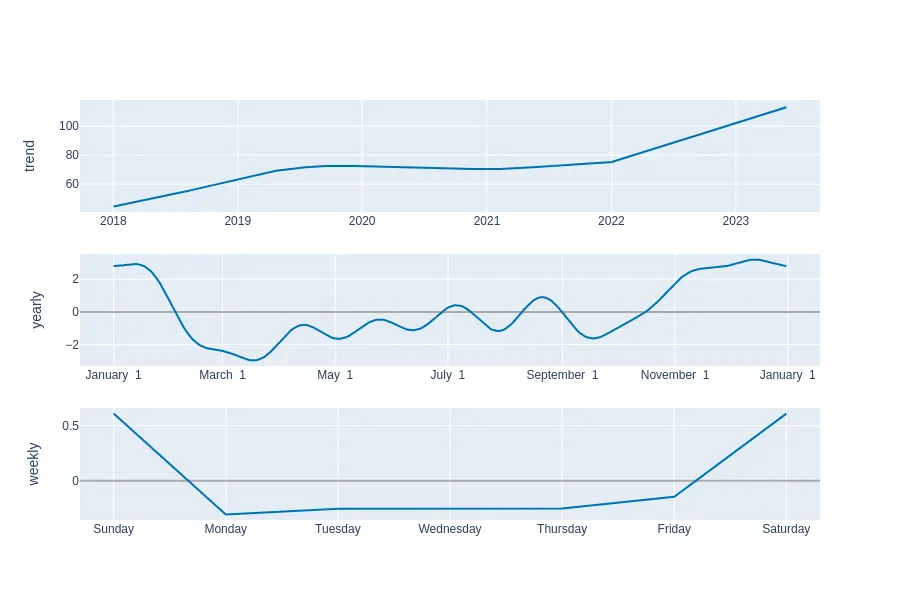 trend
100
80
60
2018 2019 2020 2021 2022 2023
yearly
2
0
−2
January 1 March 1 May 1 July 1 September 1 November 1 January 1
weekly
0.5
0
Sunday Monday Tuesday Wednesday Thursday Friday Saturday